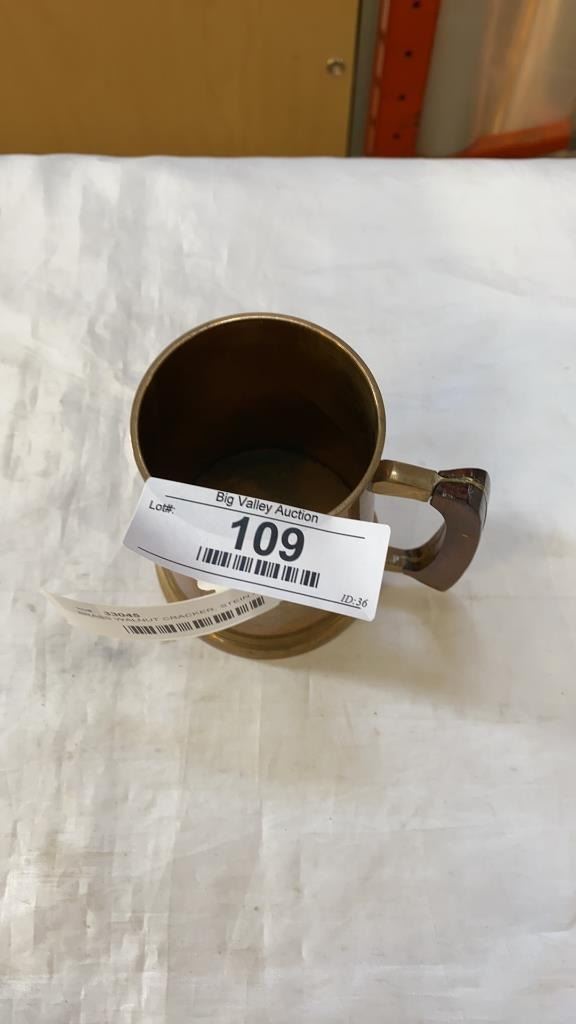 Big Valley Auction
Lot#:
109
ID:36
33045
BRASS WALNUT CRACKER, STEIN